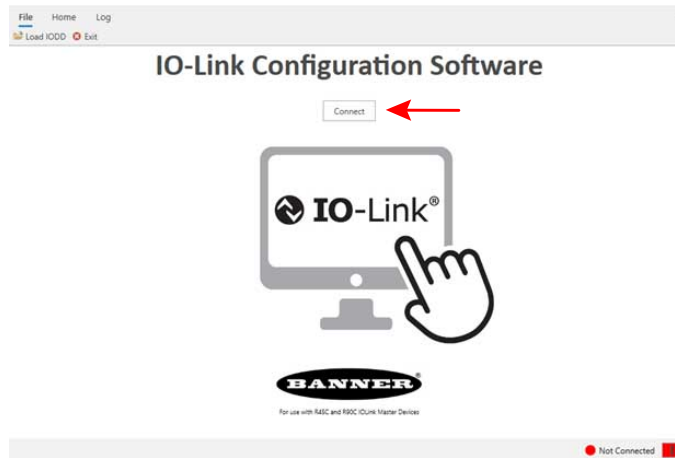 File Home Log
Load IODD Exit
IO-Link Configuration Software
Connect
IO-Link®
BANNER®
For use with R45C and R90C IOLink Master Devices
Not Connected